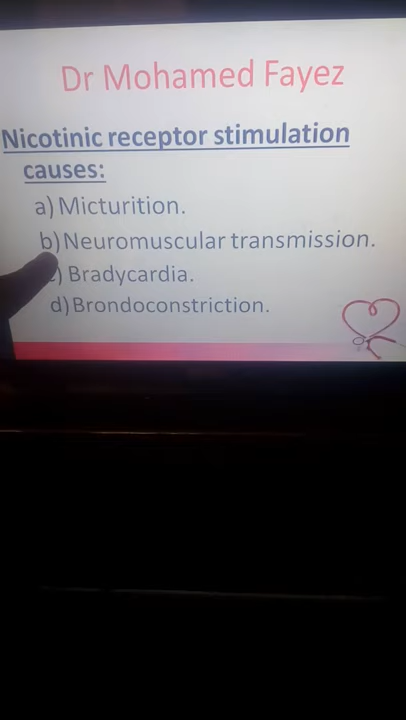 Dr Mohamed Fayez
Nicotinic receptor stimulation
causes:
a) Micturition.
b) Neuromuscular transmission.
) Bradycardia.
d) Brondoconstriction.